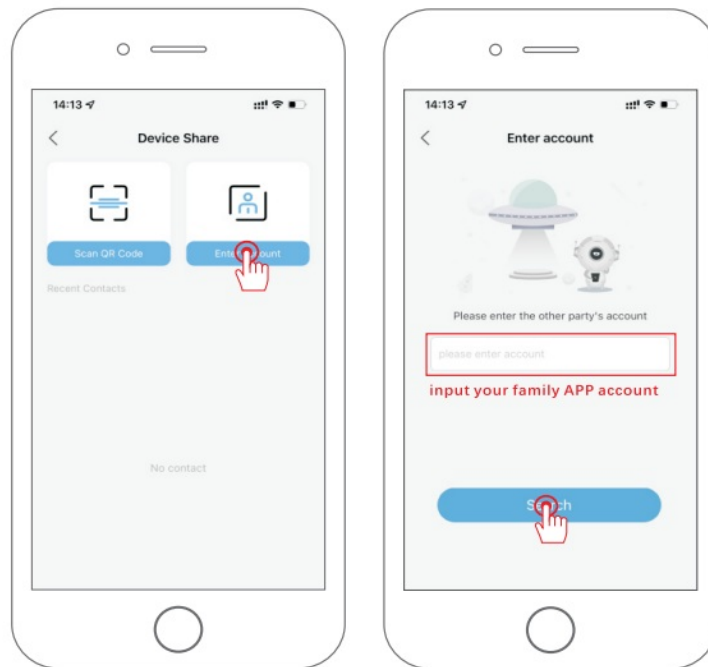 14:13
Device Share
Scan QR Code
Recent Contacts
No contact
14:13
Enter account
Please enter the other party's account
please enter account
input your family APP account